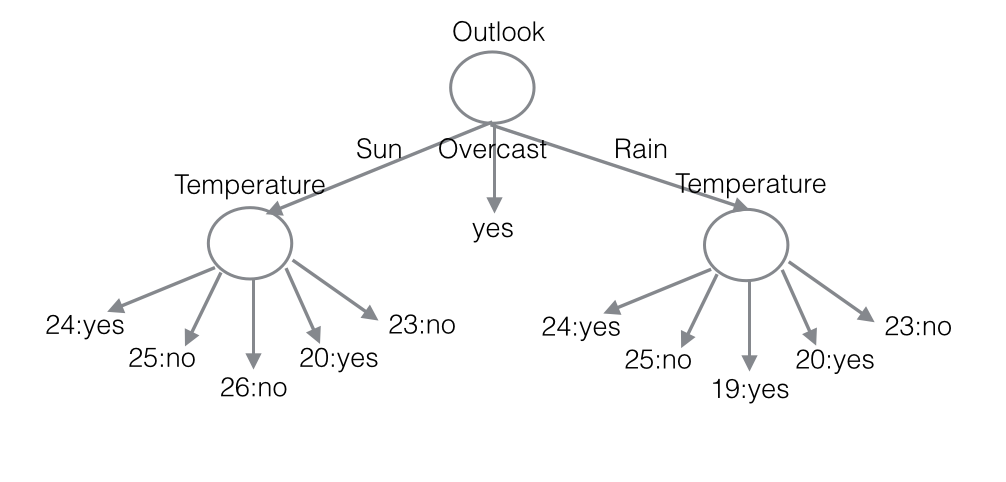 Outlook
Sun Overcast Rain
Temperature Temperature
yes
24:yes 23:no 24:yes 23:no
25:no 20:yes 25:no 20:yes
26:no 19:yes